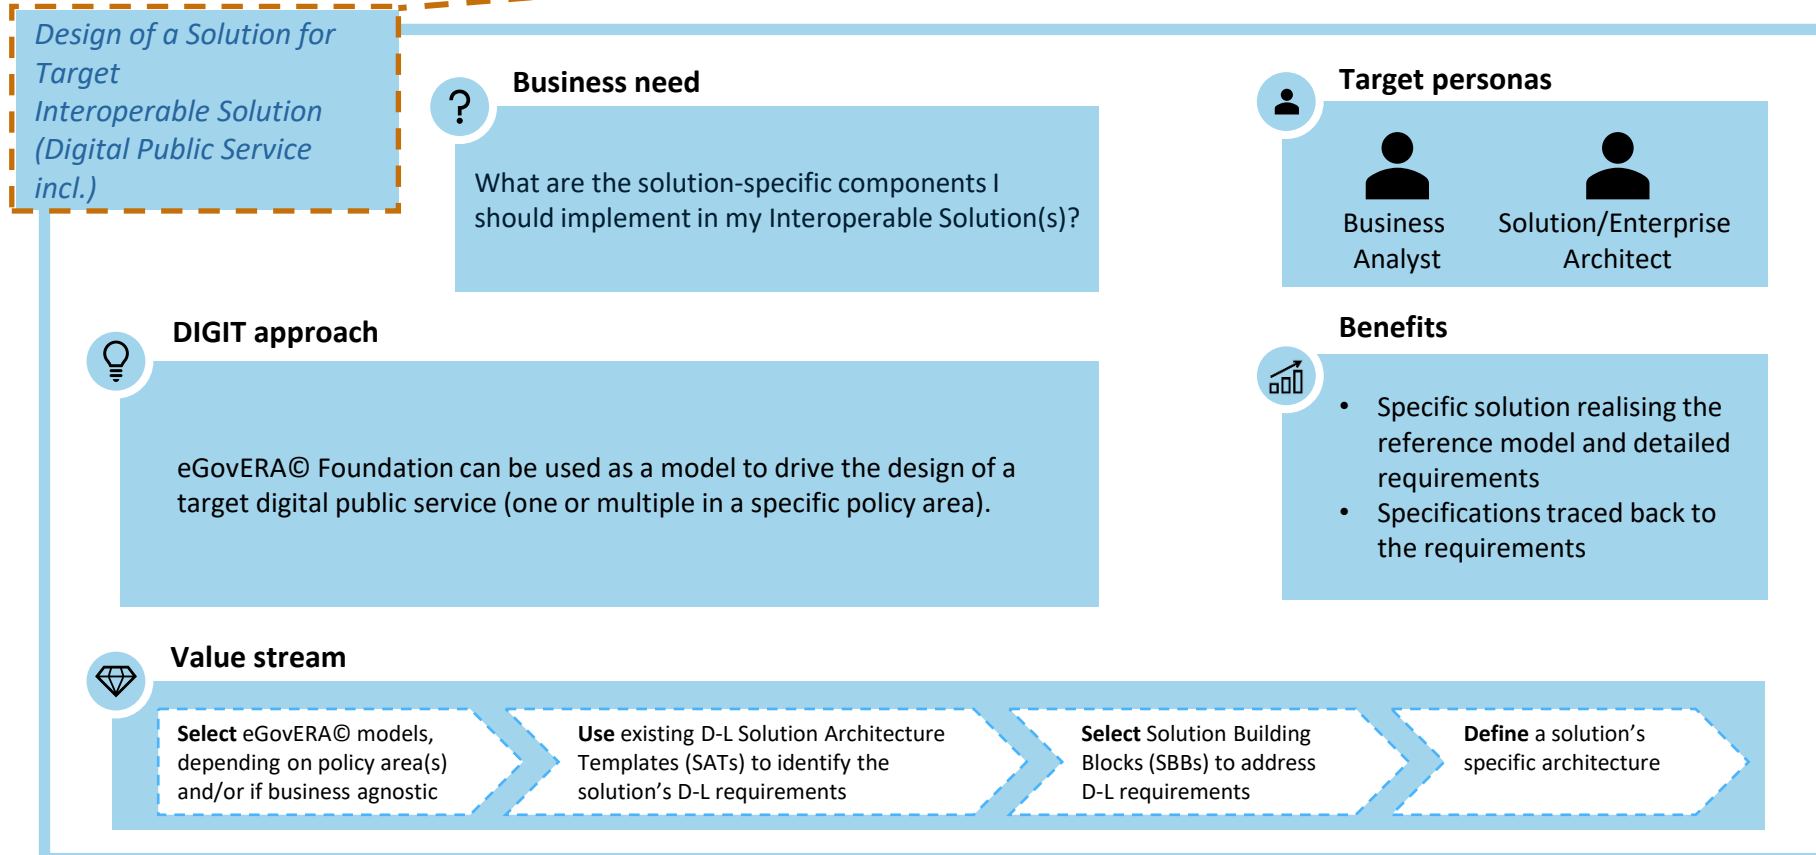 Design of a Solution for
Target
Interoperable Solution
(Digital Public Service
incl.)
Business need
?
What are the solution-specific components I
should implement in my Interoperable Solution(s)?
Target personas
Business
Analyst
Solution/Enterprise
Architect
DIGIT approach
eGovERA© Foundation can be used as a model to drive the design of a
target digital public service (one or multiple in a specific policy area).
Benefits
• Specific solution realising the
reference model and detailed
requirements
• Specifications traced back to
the requirements
Value stream
Select eGovERA© models,
depending on policy area(s)
and/or if business agnostic
Use existing D-L Solution Architecture
Templates (SATs) to identify the
solution's D-L requirements
Select Solution Building
Blocks (SBBs) to address
D-L requirements
Define a solution's
specific architecture